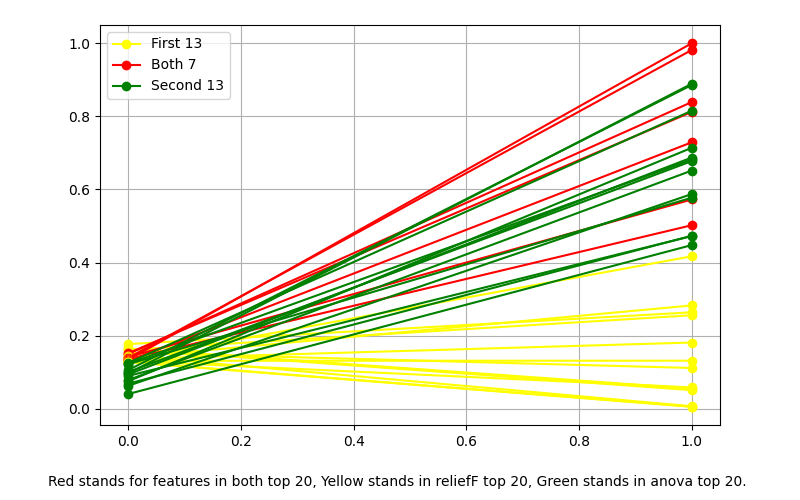 First 13
Both 7
Second 13
1.0
0.8
0.6
0.4
0.2
0.0
0.0 0.2 0.4 0.6 0.8 1.0
Red stands for features in both top 20, Yellow stands in reliefF top 20, Green stands in anova top 20.